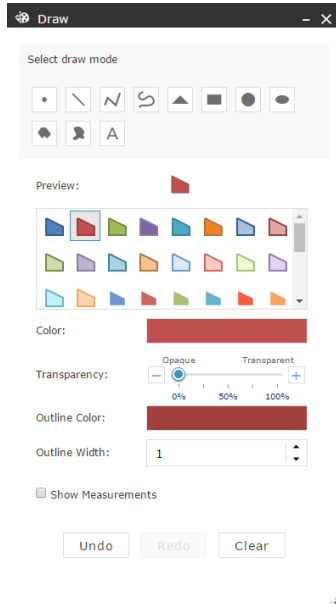 Draw
Select draw mode
A
Preview:
Color:
Transparency:
Opaque Transparent
0% 50% 100%
Outline Color:
Outline Width: 1
Show Measurements
Undo Redo Clear